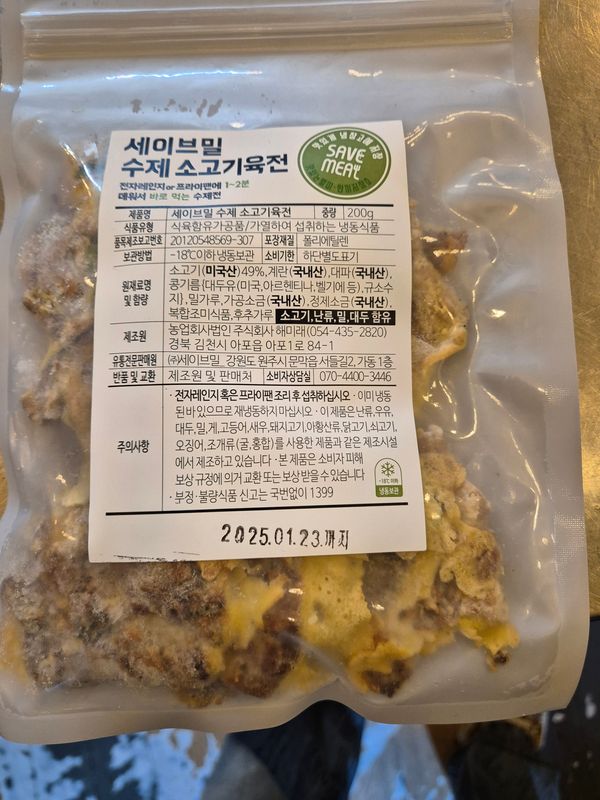 세이브밀
수제 소고기육전
전자레인지or 프라이팬에 1~2분
데워서 바로 먹는 수제전
SAVE
MEAL
제품명 세이브밀 수제 소고기육전 중량 200g
식품유형 식육함유가공품/가열하여 섭취하는 냉동식품
품목제조보고번호 20120548569-307 포장재질 폴리에틸렌
보관방법 -18℃이하 냉동보관 소비기한 하단별도표기
원재료명 및 함량
소고기(미국산)49%, 계란(국내산), 대파(국내산),
콩기름{대두유(미국,아르헨티나,벨기에 등), 규소수
지}, 밀가루, 가공소금(국내산), 정제소금(국내산),
복합조미식품, 후추가루 소고기, 난류, 밀, 대두 함유
제조원 농업회사법인 주식회사 해미래(054-435-2820)
경북 김천시 아포읍 아포1로 84-1
유통전문판매원 ㈜세이브밀_강원도 원주시 문막읍 서들길2, 가동 1층
반품 및 교환 제조원 및 판매처 소비자상담실 070-4400-3446
주의사항
· 전자레인지 혹은 프라이팬 조리 후 섭취하십시오 · 이미 냉동
된 바 있으므로 재냉동하지 마십시오 · 이 제품은 난류,우유,
대두,밀,게,고등어,새우,돼지고기,아황산류,닭고기,쇠고기,
오징어,조개류(굴,홍합)를 사용한 제품과 같은 제조시설
에서 제조하고 있습니다 · 본 제품은 소비자 피해
보상 규정에 의거 교환 또는 보상 받을 수 있습니다
· 부정·불량식품 신고는 국번없이 1399
-18℃ 이하
냉동보관
2025.01.23.까지